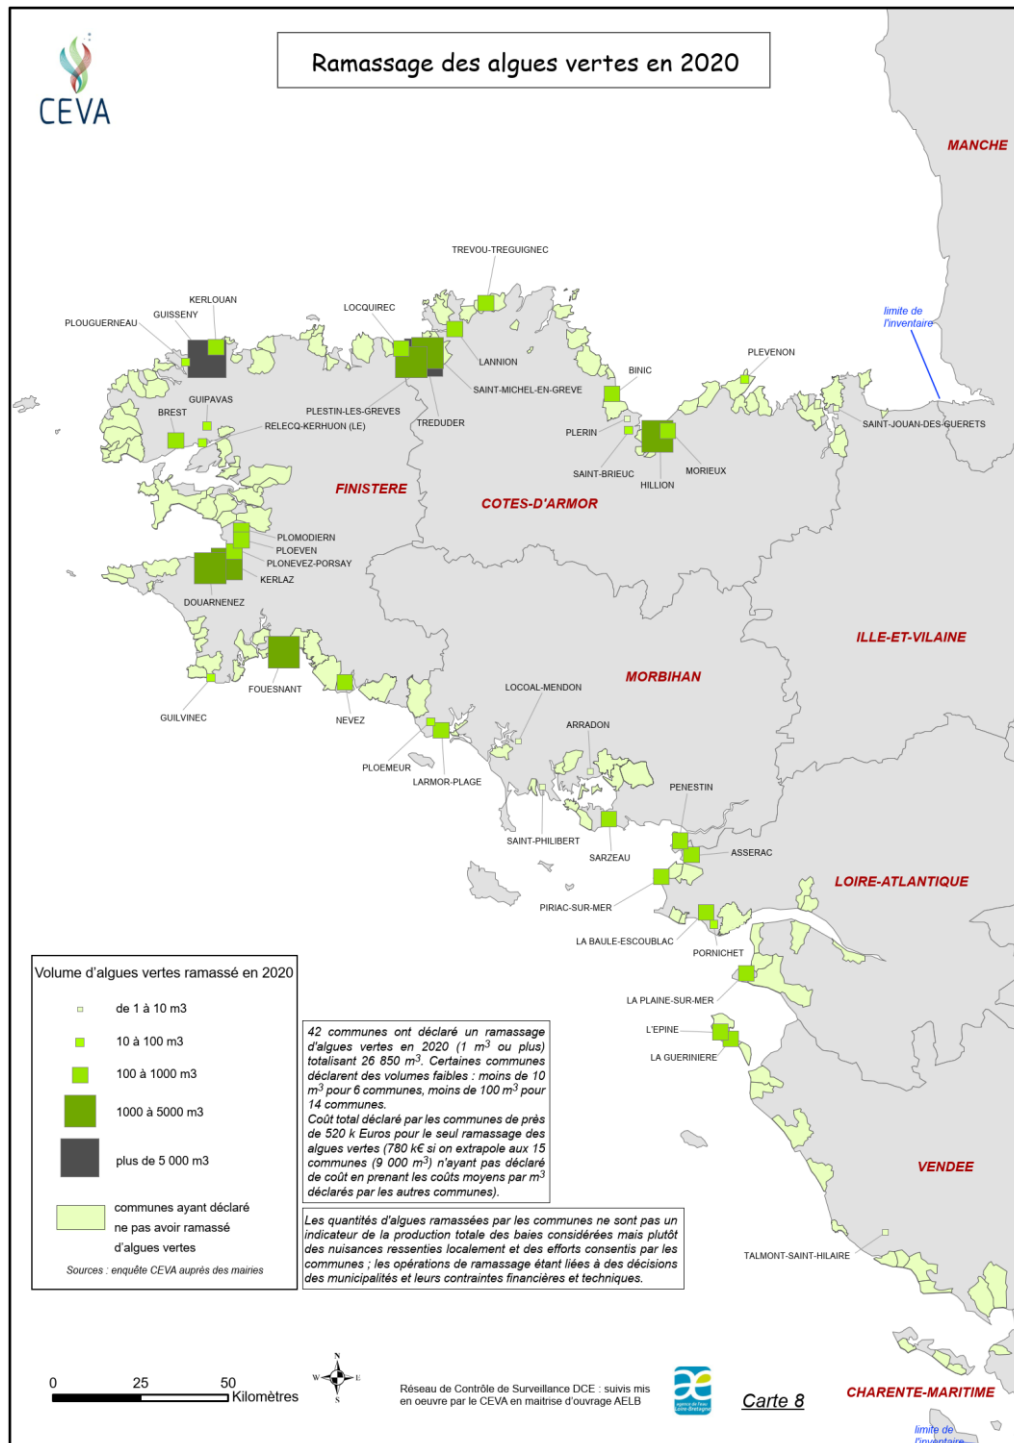 CEVA
Ramassage des algues vertes en 2020
MANCHE
TREVOU-TREGUIGNEC
KERLOUAN
LOCQUIREC
GUISSENY
PLOUGUERNEAU
limite de
l'inventaire
LANNION
PLEVENON
BINIC
SAINT-MICHEL-EN-GREVE
GUIPAVAS
PLESTIN-LES-GREVES
BREST
TREDUDER
RELECQ-KERHUON (LE)
SAINT-JOUAN-DES-GUERETS
PLERIN
SAINT-BRIEUC
MORIEUX
HILLION
FINISTERE
COTES-D'ARMOR
PLOMODIERN
PLOEVEN
PLONEVEZ-PORSAY
KERLAZ
DOUARNENEZ
ILLE-ET-VILAINE
MORBIHAN
FOUESNANT
LOCOAL-MENDON
GUILVINEC
NEVEZ
ARRADON
PLOEMEUR
LARMOR-PLAGE
PENESTIN
SAINT-PHILIBERT
SARZEAU
ASSERAC
LOIRE-ATLANTIQUE
PIRIAC-SUR-MER
LA BAULE-ESCOUBLAC
PORNICHET
LA PLAINE-SUR-MER
L'EPINE
LA GUERINIERE
VENDEE
TALMONT-SAINT-HILAIRE
CHARENTE-MARITIME
limite de
l'inventaire
Volume d'algues vertes ramassé en 2020
de 1 à 10 m3
10 à 100 m3
100 à 1000 m3
1000 à 5000 m3
plus de 5 000 m3
communes ayant déclaré
ne pas avoir ramassé
d'algues vertes
Sources : enquête CEVA auprès des mairies
42 communes ont déclaré un ramassage
d'algues vertes en 2020 (1 m³ ou plus)
totalisant 26 850 m³. Certaines communes
déclarent des volumes faibles : moins de 10
m³ pour 6 communes, moins de 100 m³ pour
14 communes.
Coût total déclaré par les communes de près
de 520 k Euros pour le seul ramassage des
algues vertes (780 k€ si on extrapole aux 15
communes (9 000 m³) n'ayant pas déclaré
de coût en prenant les coûts moyens par m³
déclarés par les autres communes).
Les quantités d'algues ramassées par les communes ne sont pas un
indicateur de la production totale des baies considérées mais plutôt
des nuisances ressenties localement et des efforts consentis par les
communes ; les opérations de ramassage étant liées à des décisions
des municipalités et leurs contraintes financières et techniques.
0 25 50
Kilomètres
N
W E
S
Réseau de Contrôle de Surveillance DCE : suivis mis
en oeuvre par le CEVA en maitrise d'ouvrage AELB
agence de l'eau
Loire-Bretagne
Carte 8